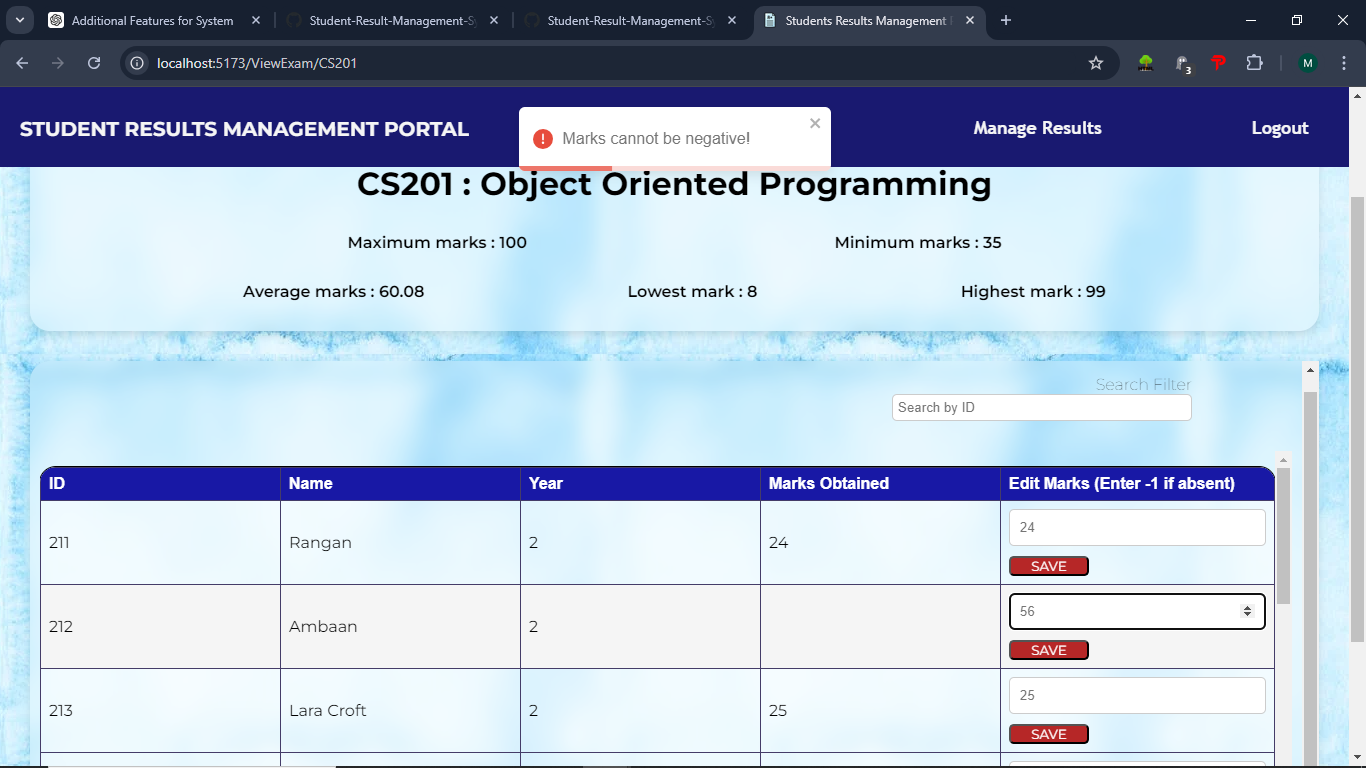 Additional Features for System
Student-Result-Management-Sy
Student-Result-Management-Sy
Students Results Management
localhost:5173/ViewExam/CS201
3
M
STUDENT RESULTS MANAGEMENT PORTAL
Marks cannot be negative!
Manage Results
Logout
CS201 : Object Oriented Programming
Maximum marks : 100
Minimum marks : 35
Average marks : 60.08
Lowest mark : 8
Highest mark : 99
Search Filter
Search by ID
ID Name Year Marks Obtained Edit Marks (Enter -1 if absent)
211 Rangan 2 24 24
SAVE
212 Ambaan 2 56
SAVE
213 Lara Croft 2 25 25
SAVE